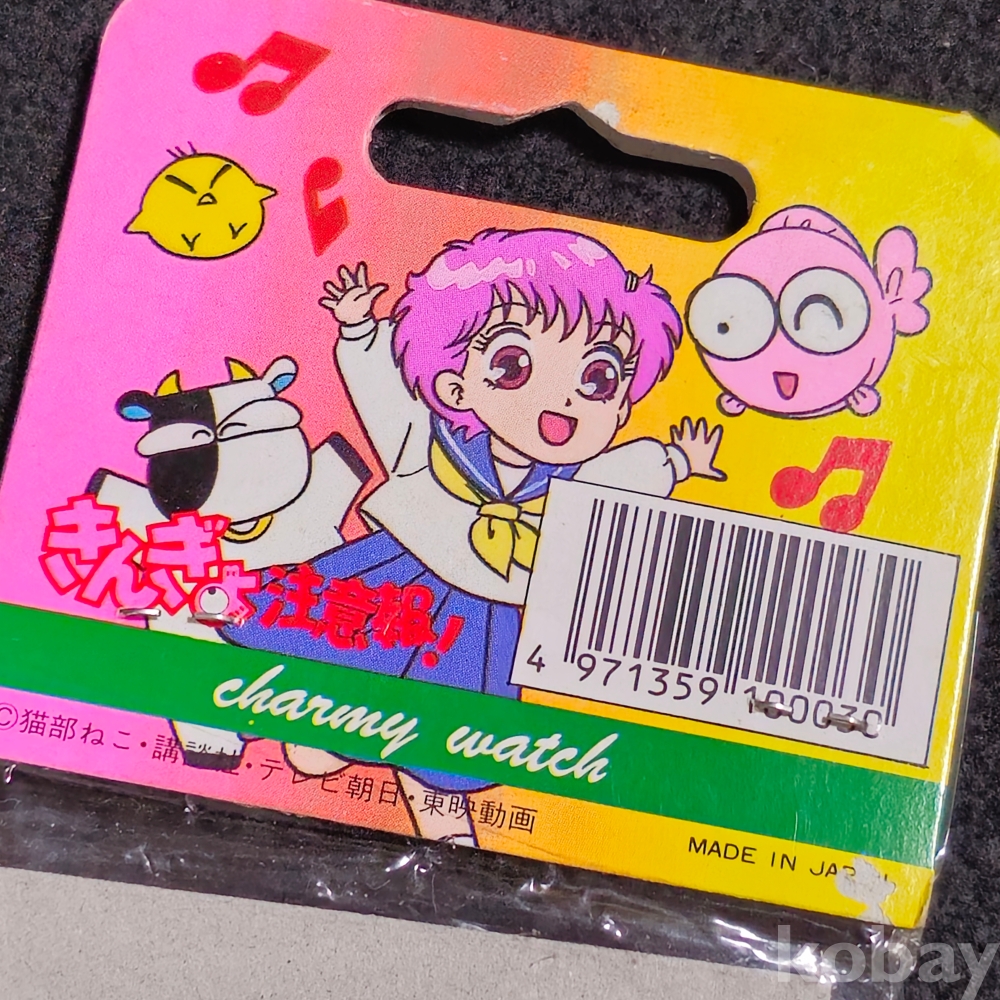 きんぎょ注意報!
4 971359 100030
charmy watch
©猫部ねこ・講談社・テレビ朝日・東映動画
MADE IN JAPAN
kobay